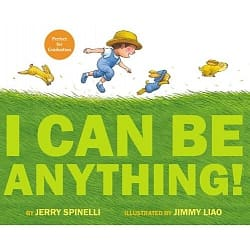 Perfect for
Graduation
I CAN BE
ANYTHING!
BY JERRY SPINELLI ILLUSTRATED BY JIMMY LIAO